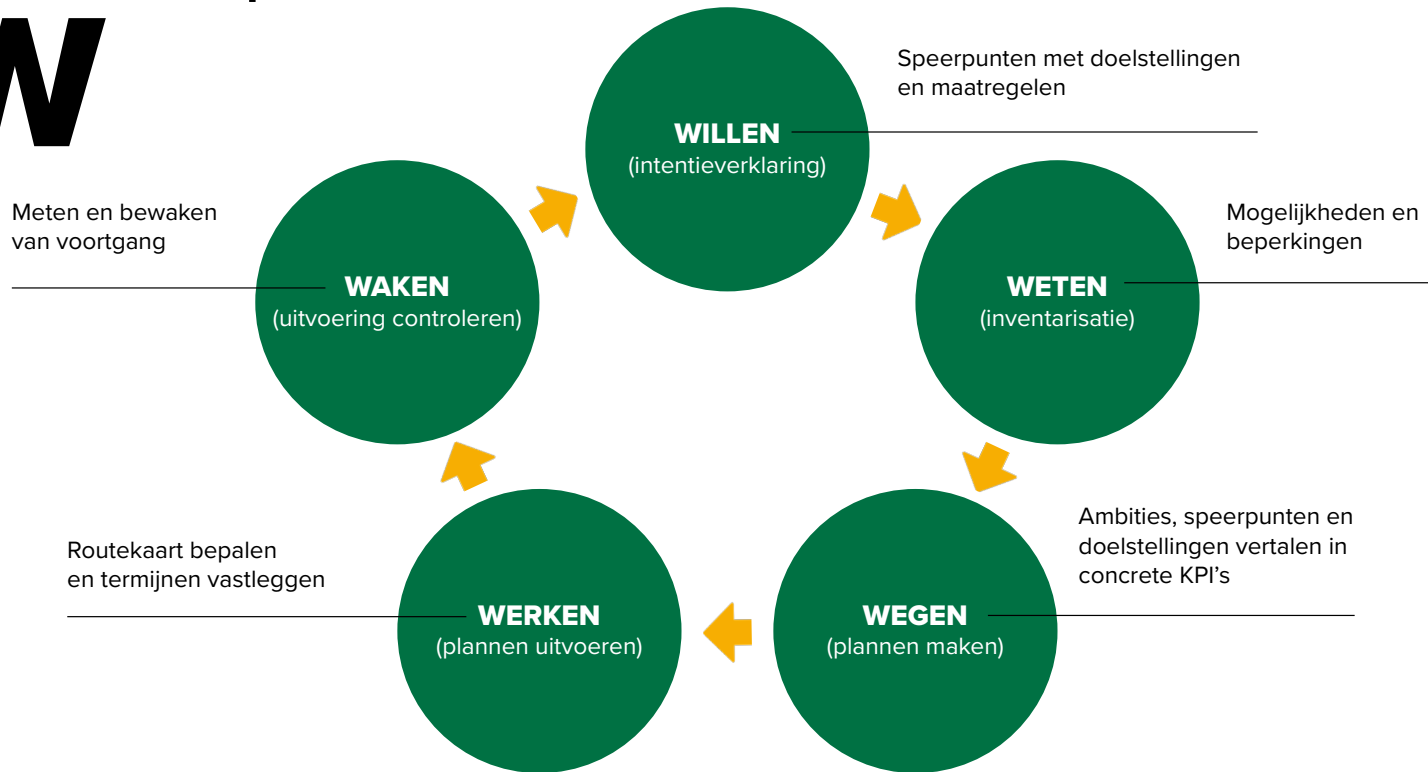 W
Speerpunten met doelstellingen
en maatregelen
WILLEN
(intentieverklaring)
Mogelijkheden en
beperkingen
WETEN
(inventarisatie)
Ambities, speerpunten en
doelstellingen vertalen in
concrete KPI's
WEGEN
(plannen maken)
Routekaart bepalen
en termijnen vastleggen
WERKEN
(plannen uitvoeren)
Meten en bewaken
van voortgang
WAKEN
(uitvoering controleren)